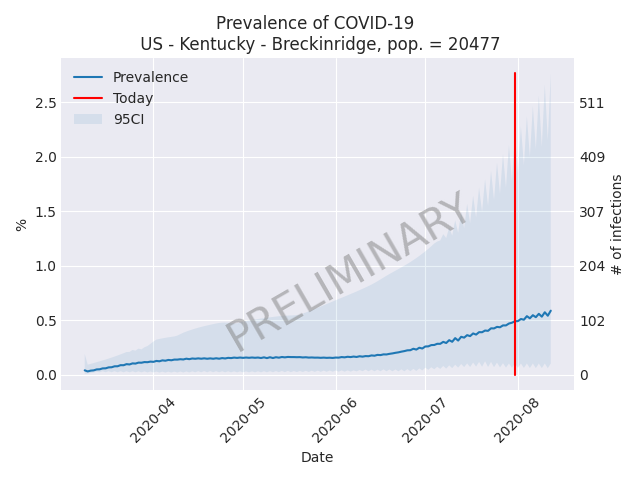 Prevalence of COVID-19
US - Kentucky - Breckinridge, pop. = 20477
Prevalence
Today
95CI
PRELIMINARY
%
2.5
2.0
1.5
1.0
0.5
0.0
511
409
307
204
102
0
# of infections
2020-04
2020-05
2020-06
2020-07
2020-08
Date